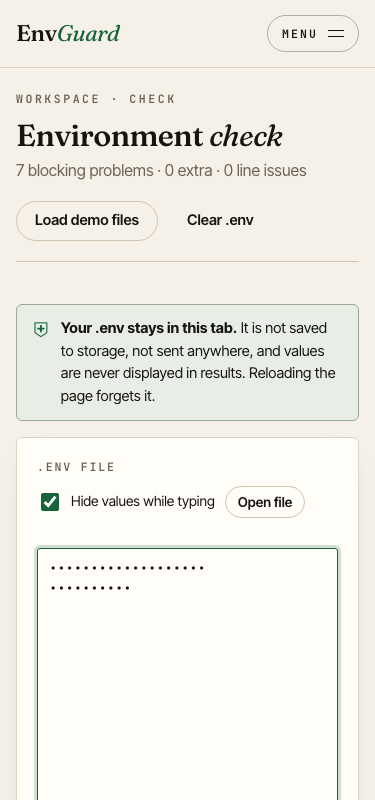 EnvGuard
MENU
WORKSPACE · CHECK
Environment check
7 blocking problems · 0 extra · 0 line issues
Load demo files
Clear .env
Your .env stays in this tab. It is not saved
to storage, not sent anywhere, and values
are never displayed in results. Reloading the
page forgets it.
.ENV FILE
Hide values while typing
Open file
•••••••••••••••••••
••••••••••